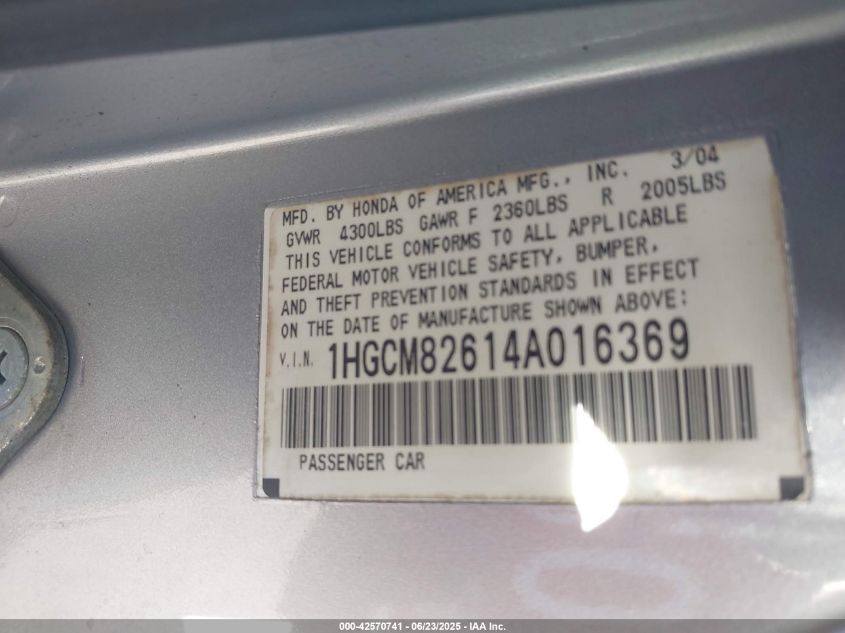 MFD. BY HONDA OF AMERICA MFG., INC. 3/04
GVWR 4300LBS GAWR F 2360LBS R 2005LBS
THIS VEHICLE CONFORMS TO ALL APPLICABLE
FEDERAL MOTOR VEHICLE SAFETY, BUMPER,
AND THEFT PREVENTION STANDARDS IN EFFECT
ON THE DATE OF MANUFACTURE SHOWN ABOVE:
V.I.N. 1HGCM82614A016369
PASSENGER CAR
000-42570741 - 06/23/2025 - IAA Inc.